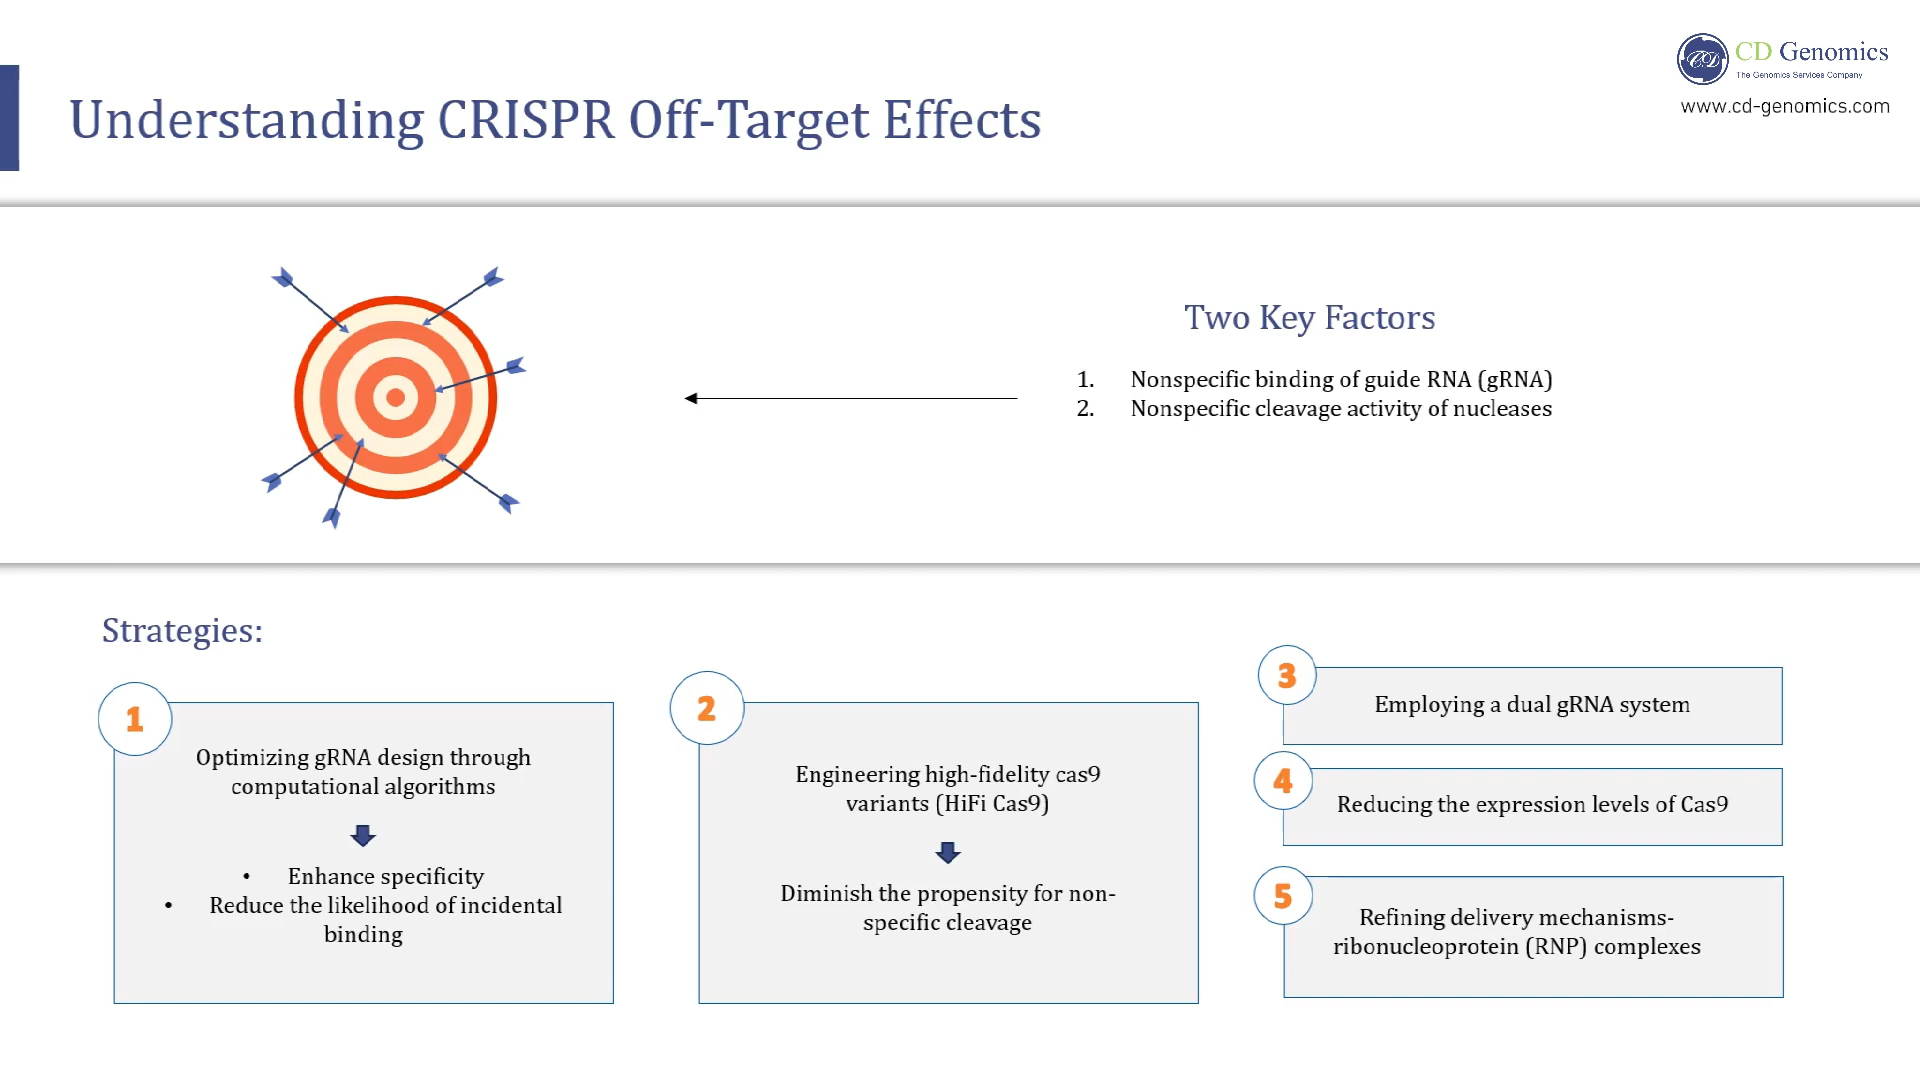 CD Genomics
The Genomics Services Company
www.cd-genomics.com
Understanding CRISPR Off-Target Effects
Two Key Factors
1. Nonspecific binding of guide RNA (gRNA)
2. Nonspecific cleavage activity of nucleases
Strategies:
1
Optimizing gRNA design through
computational algorithms
• Enhance specificity
• Reduce the likelihood of incidental
binding
2
Engineering high-fidelity cas9
variants (HiFi Cas9)
Diminish the propensity for non-
specific cleavage
3
Employing a dual gRNA system
4
Reducing the expression levels of Cas9
5
Refining delivery mechanisms-
ribonucleoprotein (RNP) complexes